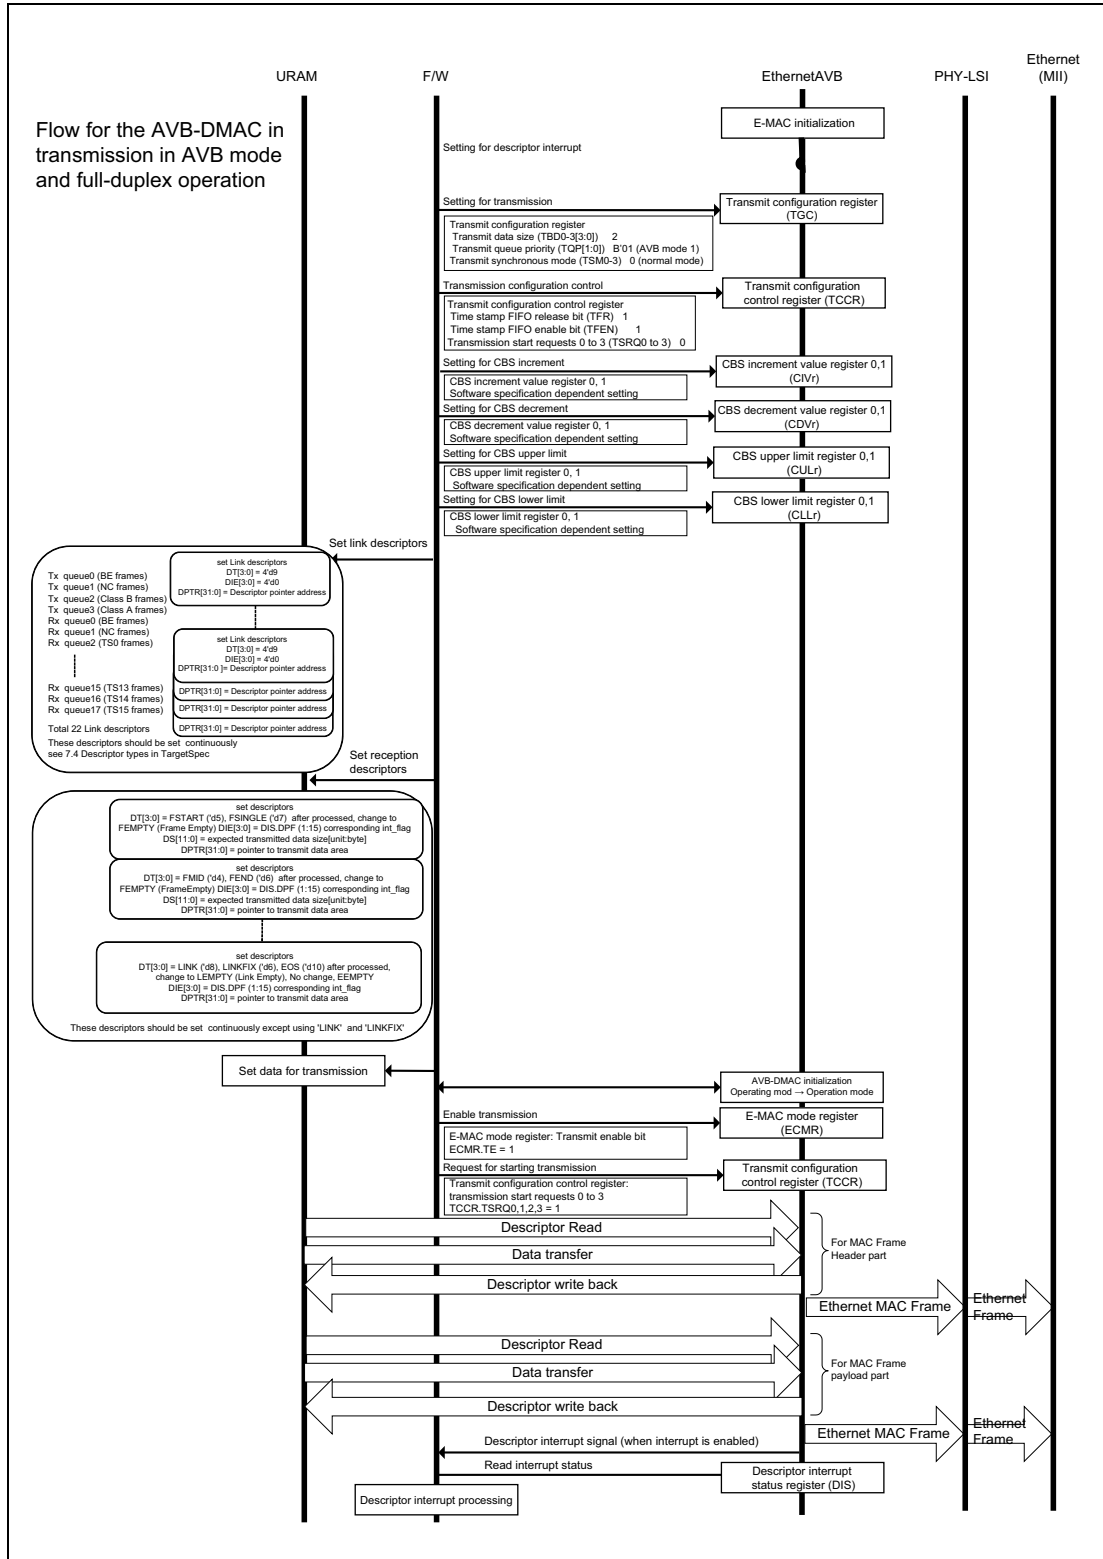 URAM
F/W
EthernetAVB
PHY-LSI
Ethernet
(MII)
Flow for the AVB-DMAC in
transmission in AVB mode
and full-duplex operation
E-MAC initialization
Setting for descriptor interrupt
Setting for transmission
Transmit configuration register
(TGC)
Transmit configuration register
Transmit data size (TBD0-3[3:0]) 2
Transmit queue priority (TQP[1:0]) B'01 (AVB mode 1)
Transmit synchronous mode (TSM0-3) 0 (normal mode)
Transmission configuration control
Transmit configuration
control register (TCCR)
Transmit configuration control register
Time stamp FIFO release bit (TFR) 1
Time stamp FIFO enable bit (TFEN) 1
Transmission start requests 0 to 3 (TSRQ0 to 3) 0
Setting for CBS increment
CBS increment value register 0,1
(CIVr)
CBS increment value register 0, 1
Software specification dependent setting
Setting for CBS decrement
CBS decrement value register 0,1
(CDVr)
CBS decrement value register 0, 1
Software specification dependent setting
Setting for CBS upper limit
CBS upper limit register 0,1
(CULr)
CBS upper limit register 0, 1
Software specification dependent setting
Setting for CBS lower limit
CBS lower limit register 0,1
(CLLr)
CBS lower limit register 0, 1
Software specification dependent setting
Set link descriptors
Tx queue0 (BE frames)
Tx queue1 (NC frames)
Tx queue2 (Class B frames)
Tx queue3 (Class A frames)
Rx queue0 (BE frames)
Rx queue1 (NC frames)
Rx queue2 (TS0 frames)
Rx queue15 (TS13 frames)
Rx queue16 (TS14 frames)
Rx queue17 (TS15 frames)
Total 22 Link descriptors
These descriptors should be set continuously
see 7.4 Descriptor types in TargetSpec
set Link descriptors
DT[3:0] = 4'd9
DIE[3:0] = 4'd0
DPTR[31:0] = Descriptor pointer address
set Link descriptors
DT[3:0] = 4'd9
DIE[3:0] = 4'd0
DPTR[31:0 ]= Descriptor pointer address
DPTR[31:0] = Descriptor pointer address
DPTR[31:0] = Descriptor pointer address
DPTR[31:0] = Descriptor pointer address
Set reception
descriptors
set descriptors
DT[3:0] = FSTART ('d5), FSINGLE ('d7) after processed, change to
FEMPTY (Frame Empty) DIE[3:0] = DIS.DPF (1:15) corresponding int_flag
DS[11:0] = expected transmitted data size[unit:byte]
DPTR[31:0] = pointer to transmit data area
set descriptors
DT[3:0] = FMID ('d4), FEND ('d6) after processed, change to
FEMPTY (FrameEmpty) DIE[3:0] = DIS.DPF (1:15) corresponding int_flag
DS[11:0] = expected transmitted data size[unit:byte]
DPTR[31:0] = pointer to transmit data area
set descriptors
DT[3:0] = LINK ('d8), LINKFIX ('d6), EOS ('d10) after processed,
change to LEMPTY (Link Empty), No change, EEMPTY
DIE[3:0] = DIS.DPF (1:15) corresponding int_flag
DPTR[31:0] = pointer to transmit data area
These descriptors should be set continuously except using 'LINK' and 'LINKFIX'
Set data for transmission
AVB-DMAC initialization
Operating mod → Operation mode
Enable transmission
E-MAC mode register
(ECMR)
E-MAC mode register: Transmit enable bit
ECMR.TE = 1
Request for starting transmission
Transmit configuration
control register (TCCR)
Transmit configuration control register:
transmission start requests 0 to 3
TCCR.TSRQ0,1,2,3 = 1
Descriptor Read
Data transfer
Descriptor write back
For MAC Frame
Header part
Ethernet MAC Frame
Ethernet
Frame
Descriptor Read
Data transfer
Descriptor write back
For MAC Frame
payload part
Ethernet MAC Frame
Ethernet
Frame
Descriptor interrupt signal (when interrupt is enabled)
Read interrupt status
Descriptor interrupt
status register (DIS)
Descriptor interrupt processing